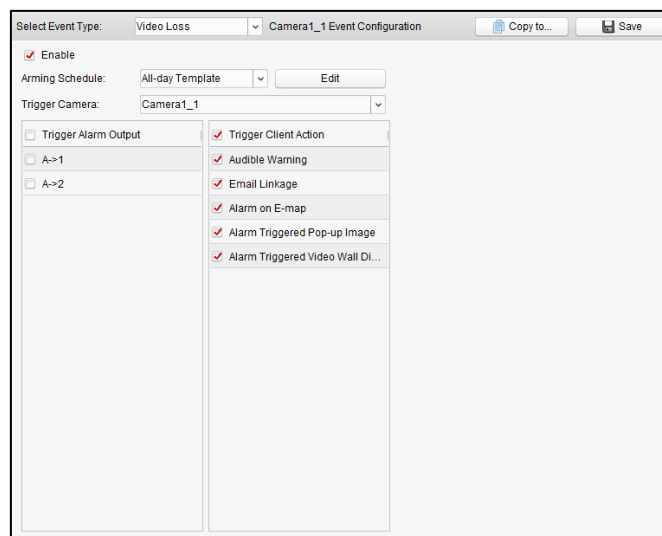 Select Event Type: Video Loss Camera1_1 Event Configuration Copy to... Save
Enable
Arming Schedule: All-day Template Edit
Trigger Camera: Camera1_1
Trigger Alarm Output Trigger Client Action
A->1 Audible Warning
A->2 Email Linkage
Alarm on E-map
Alarm Triggered Pop-up Image
Alarm Triggered Video Wall Di...